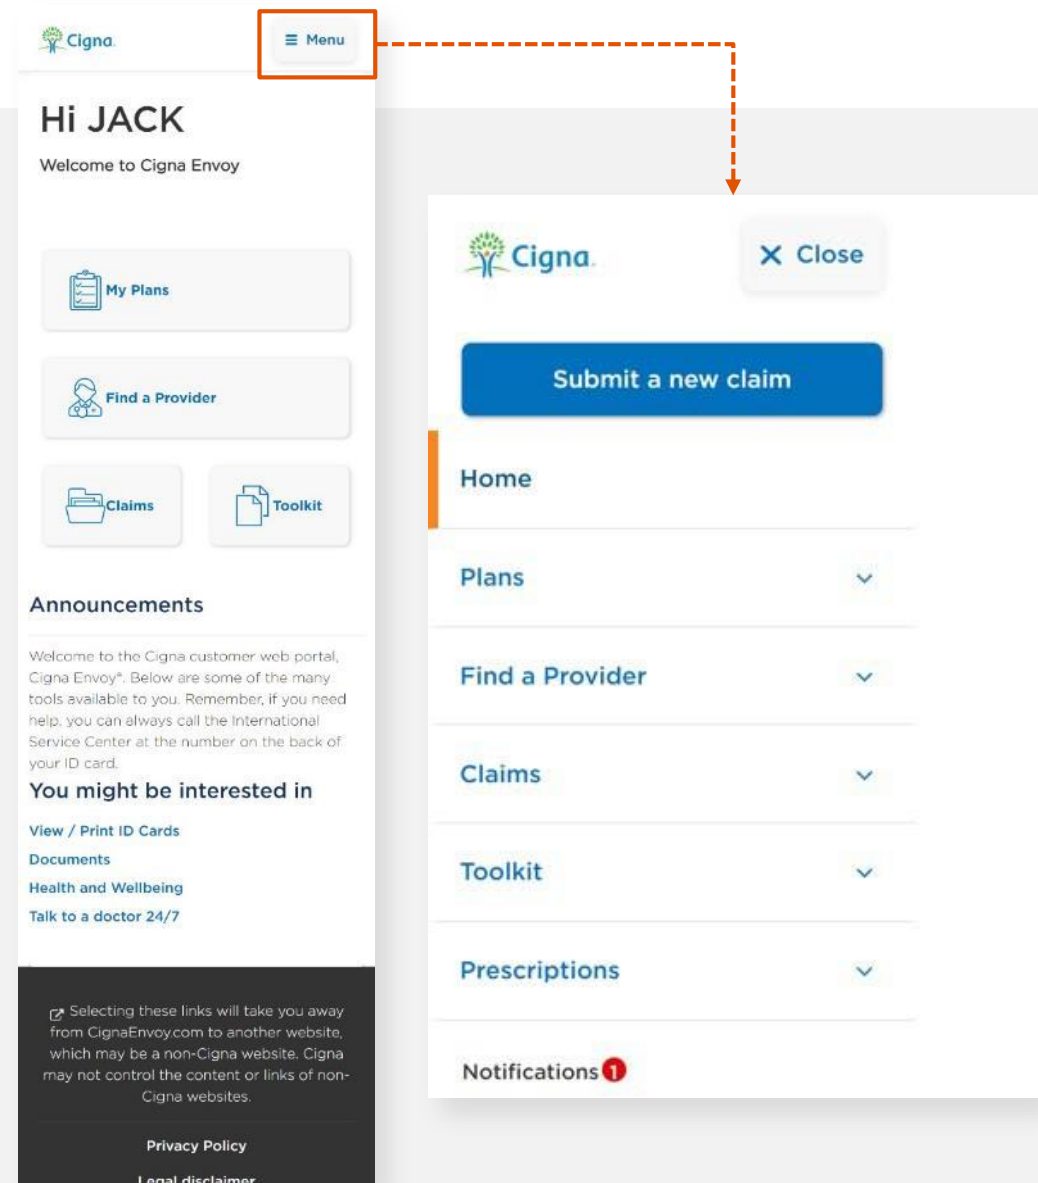 Cigna.
Menu
Hi JACK
Welcome to Cigna Envoy
My Plans
Find a Provider
Claims
Toolkit
Announcements
Welcome to the Cigna customer web portal,
Cigna Envoy®. Below are some of the many
tools available to you. Remember, if you need
help, you can always call the International
Service Center at the number on the back of
your ID card.
You might be interested in
View / Print ID Cards
Documents
Health and Wellbeing
Talk to a doctor 24/7
Selecting these links will take you away
from CignaEnvoy.com to another website,
which may be a non-Cigna website. Cigna
may not control the content or links of non-
Cigna websites.
Privacy Policy
Legal disclaimer
Cigna.
Close
Submit a new claim
Home
Plans
Find a Provider
Claims
Toolkit
Prescriptions
Notifications 1